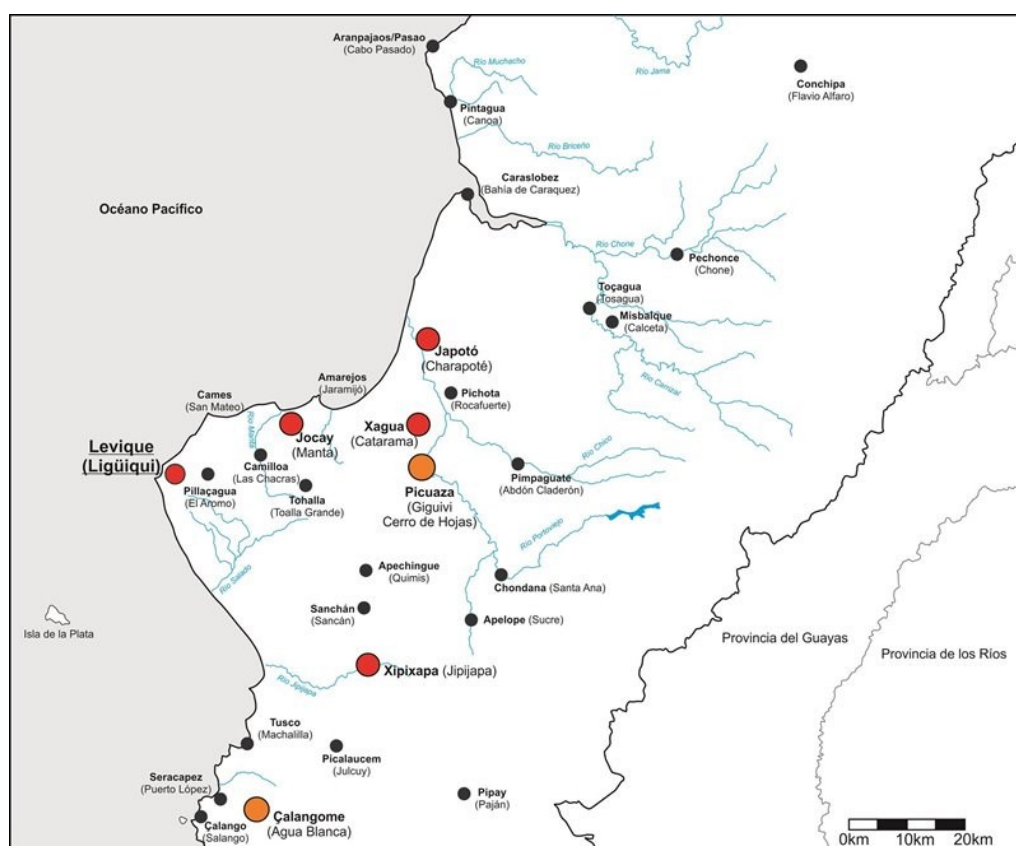 Aranpajaos/Pasao
(Cabo Pasado)
Río Muchacho
Río Jama
Conchipa
(Flavio Alfaro)
Pintagua
(Canoa)
Río Briceño
Caraslobez
(Bahía de Caraquez)
Océano Pacífico
Río Chone
Pechonce
(Chone)
Toçagua
(Tosagua)
Misbaique
(Calceta)
Japotó
(Charapoté)
Río Carrizal
Amarejos
(Jaramijó)
Cames
(San Mateo)
Pichota
(Rocafuerte)
Río Manta
Jocay
(Manta)
Xagua
(Catarama)
Levique
(Ligüiqui)
Río Chico
Camilloa
(Las Chacras)
Pimpaguaté
(Abdón Claderón)
Pillaçagua
(El Aromo)
Tohalla
(Toalla Grande)
Picuaza
(Giguivi
Cerro de Hojas)
Río Portoviejo
Río Salado
Apechingue
(Quimis)
Chondana (Santa Ana)
Sanchán
(Sancán)
Apelope (Sucre)
Isla de la Plata
Provincia del Guayas
Provincia de los Ríos
Xipixapa (Jipijapa)
Río Jipijapa
Tusco
(Machalilla)
Picalaucem
(Julcuy)
Seracapez
(Puerto López)
Pipay
(Paján)
Çalangome
(Agua Blanca)
Çalango
(Salango)
0km 10km 20km